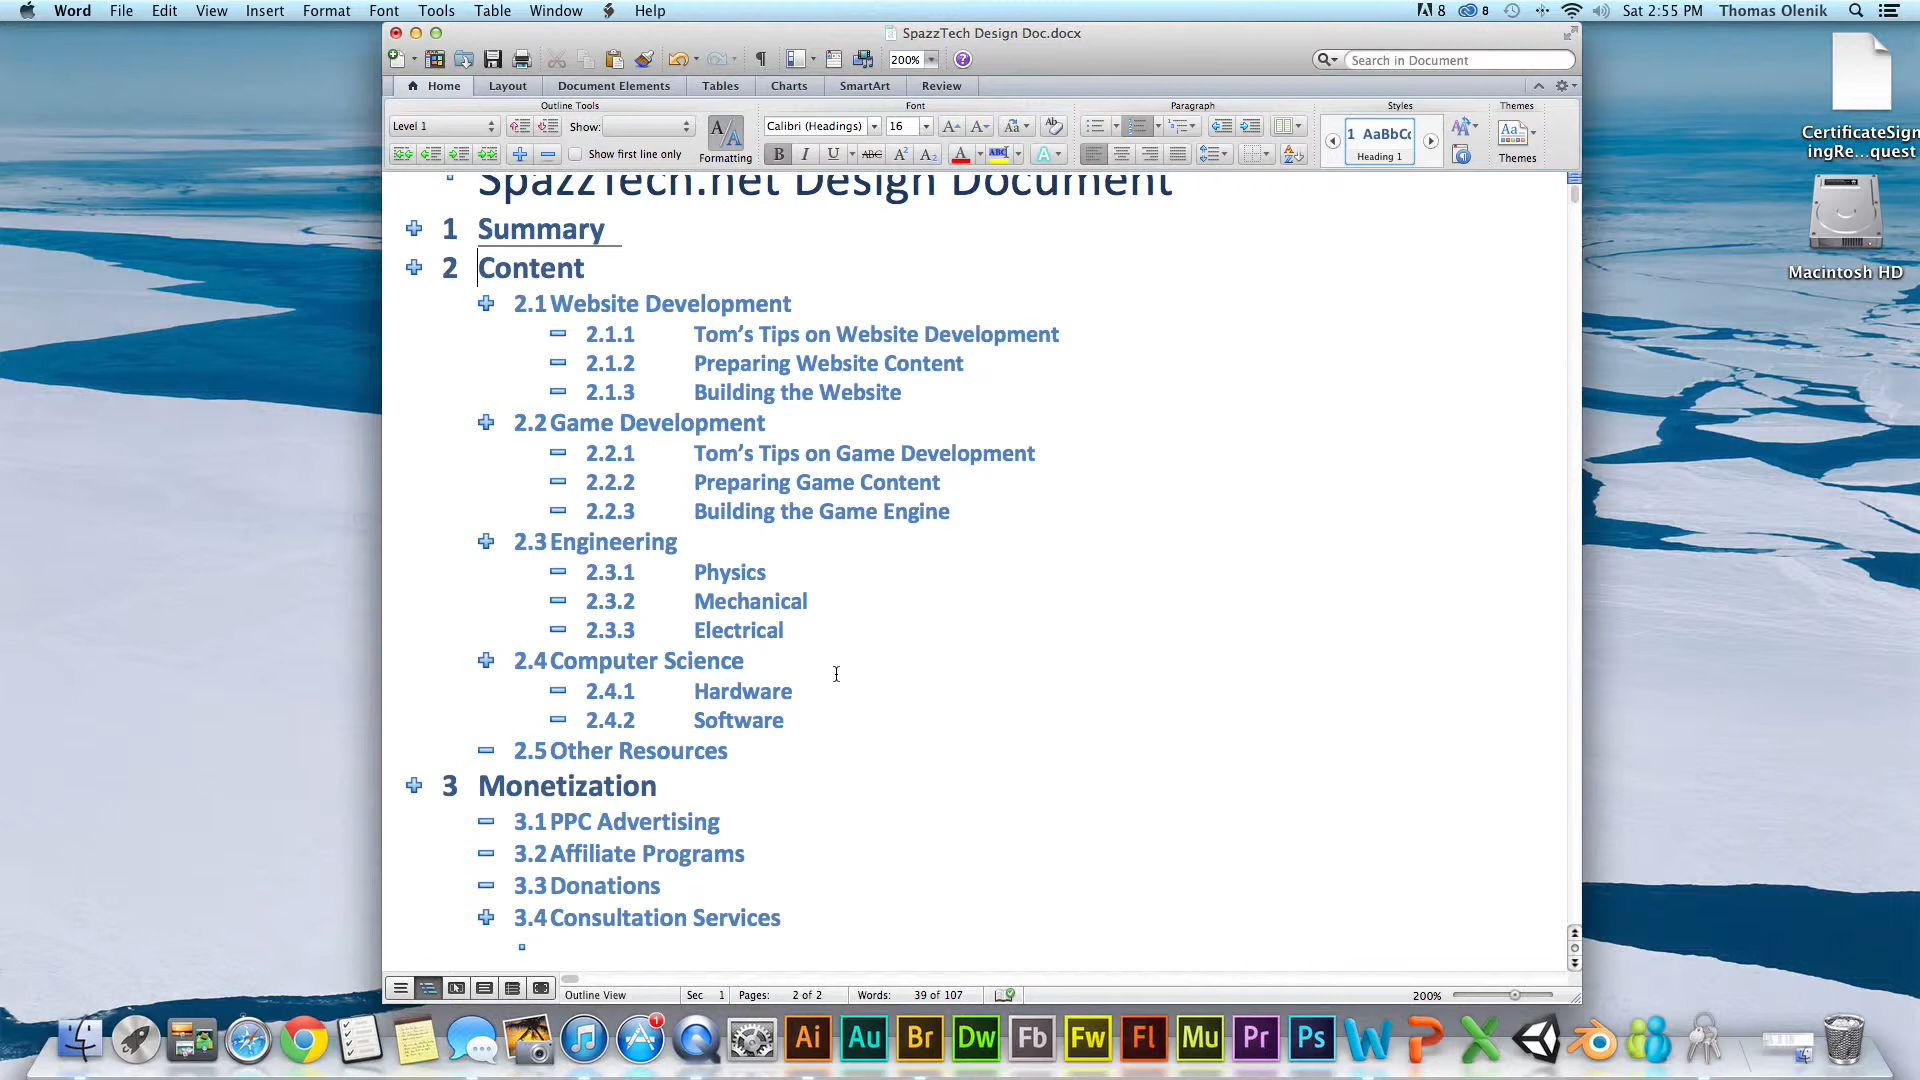 Word File Edit View Insert Format Font Tools Table Window Help
8 8 Sat 2:55 PM Thomas Olenik
SpazzTech Design Doc.docx
200% Search in Document
Home Layout Document Elements Tables Charts SmartArt Review
Outline Tools Font Paragraph Styles Themes
Level 1 Show: Calibri (Headings) 16 1 AaBbCc
Show first line only Formatting Heading 1 Themes
SpazzTech.net Design Document
1 Summary
2 Content
2.1 Website Development
2.1.1 Tom's Tips on Website Development
2.1.2 Preparing Website Content
2.1.3 Building the Website
2.2 Game Development
2.2.1 Tom's Tips on Game Development
2.2.2 Preparing Game Content
2.2.3 Building the Game Engine
2.3 Engineering
2.3.1 Physics
2.3.2 Mechanical
2.3.3 Electrical
2.4 Computer Science
2.4.1 Hardware
2.4.2 Software
2.5 Other Resources
3 Monetization
3.1 PPC Advertising
3.2 Affiliate Programs
3.3 Donations
3.4 Consultation Services
Outline View Sec 1 Pages: 2 of 2 Words: 39 of 107 200%
CertificateSign
ingRe...quest
Macintosh HD
1
Ai Au Br Dw Fb Fw Fl Mu Pr Ps